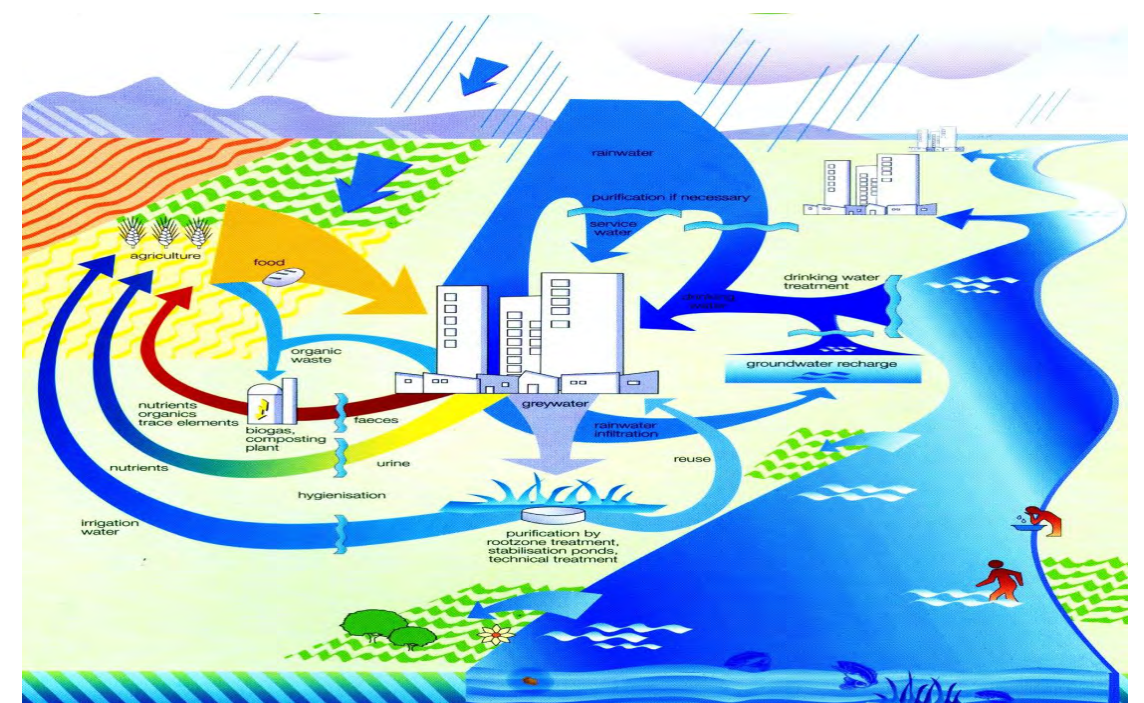 rainwater
purification if necessary
service
water
agriculture
food
drinking water
treatment
drinking
water
organic
waste
groundwater recharge
nutrients
organics
trace elements
faeces
greywater
biogas,
composting
plant
rainwater
infiltration
urine
reuse
nutrients
hygienisation
irrigation
water
purification by
rootzone treatment,
stabilisation ponds,
technical treatment